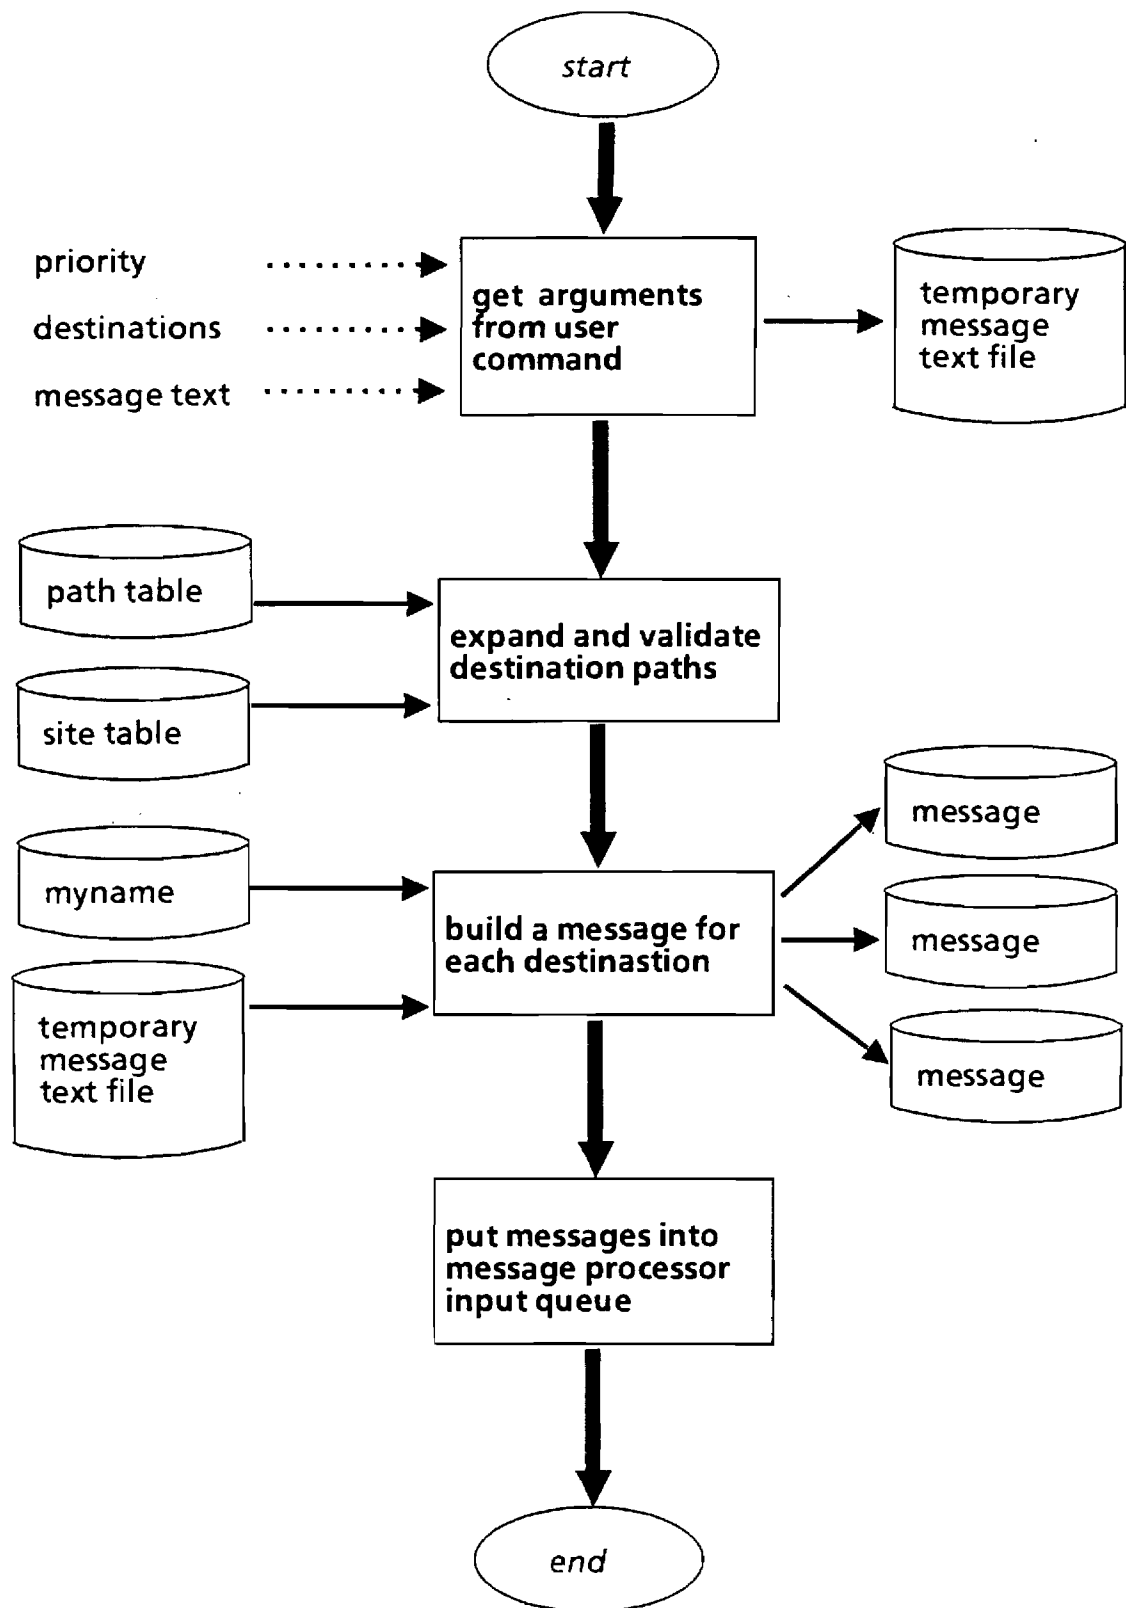 start
priority
destinations
message text
get arguments
from user
command
temporary
message
text file
path table
site table
expand and validate
destination paths
myname
temporary
message
text file
build a message for
each destinastion
message
message
message
put messages into
message processor
input queue
end